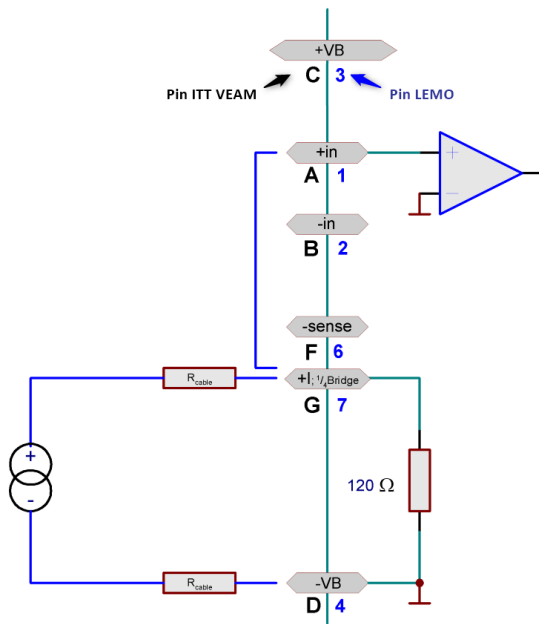 +VB
C 3
Pin ITT VEAM
Pin LEMO
+in
+
A 1
-
-in
B 2
-sense
F 6
Rcable
+I; 1/4Bridge
G 7
+
-
120 Ω
Rcable
-VB
D 4